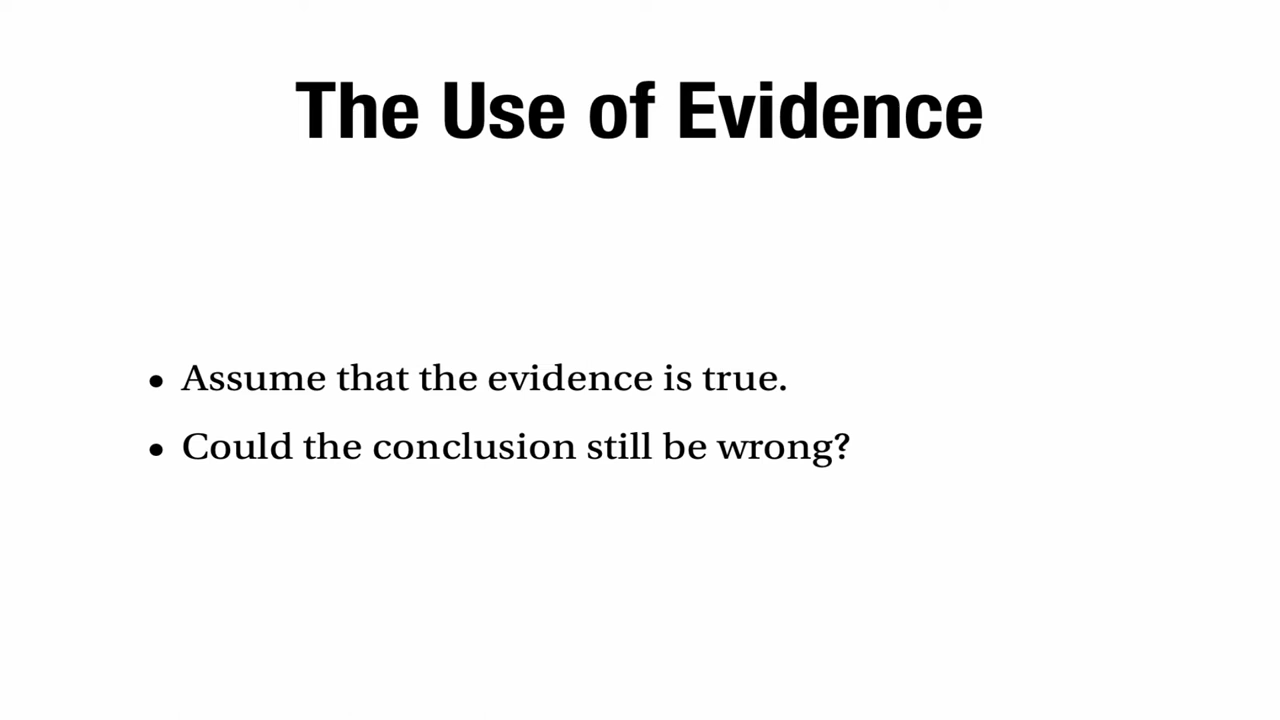 The Use of Evidence
• Assume that the evidence is true.
• Could the conclusion still be wrong?